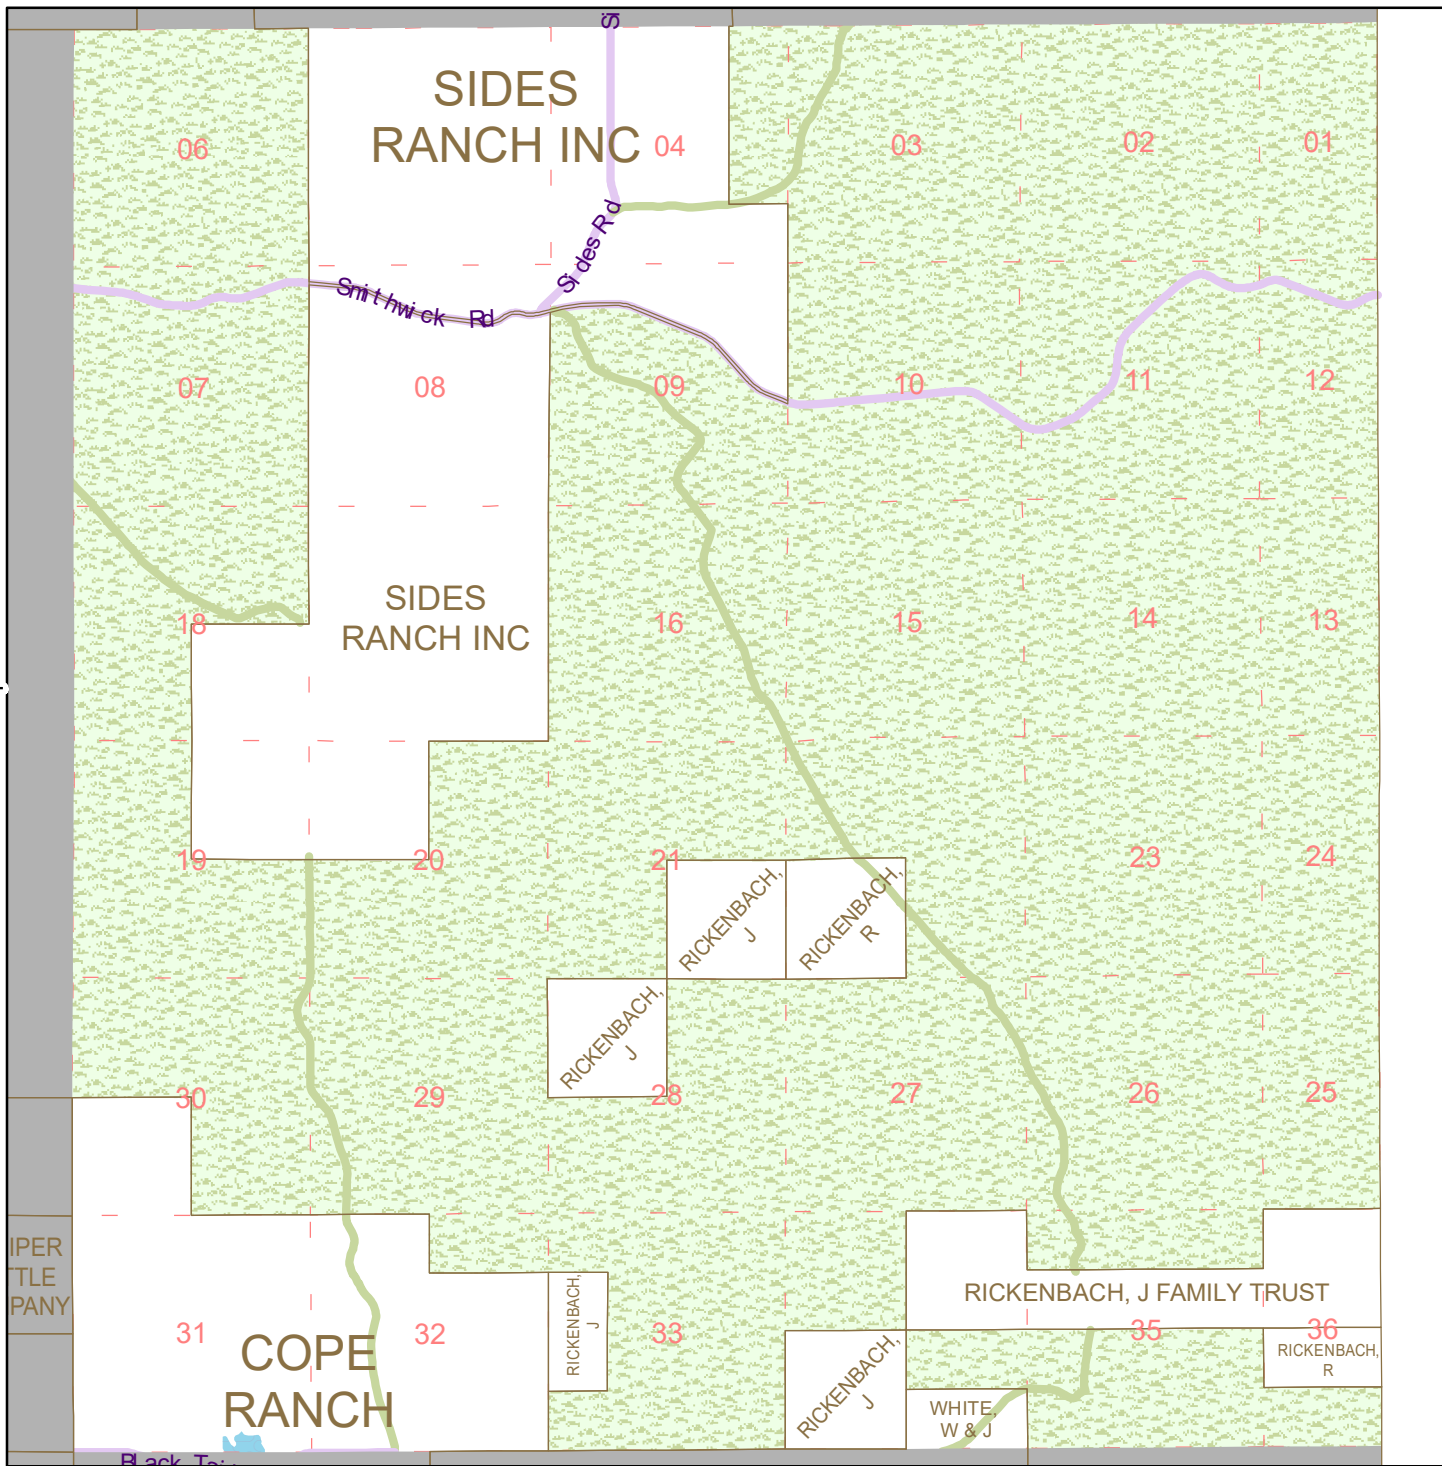 Si
SIDES
RANCH INC
06
04
03
02
01
Sides Rd
Smithwick Rd
07
08
09
10
11
12
SIDES
RANCH INC
18
16
15
14
13
19
20
21
23
24
RICKENBACH,
J
RICKENBACH,
R
RICKENBACH,
J
30
29
28
27
26
25
IPER
TTLE
PANY
RICKENBACH,
J
RICKENBACH, J FAMILY TRUST
31
32
33
35
36
COPE
RANCH
RICKENBACH,
J
RICKENBACH,
R
WHITE,
W & J
Black